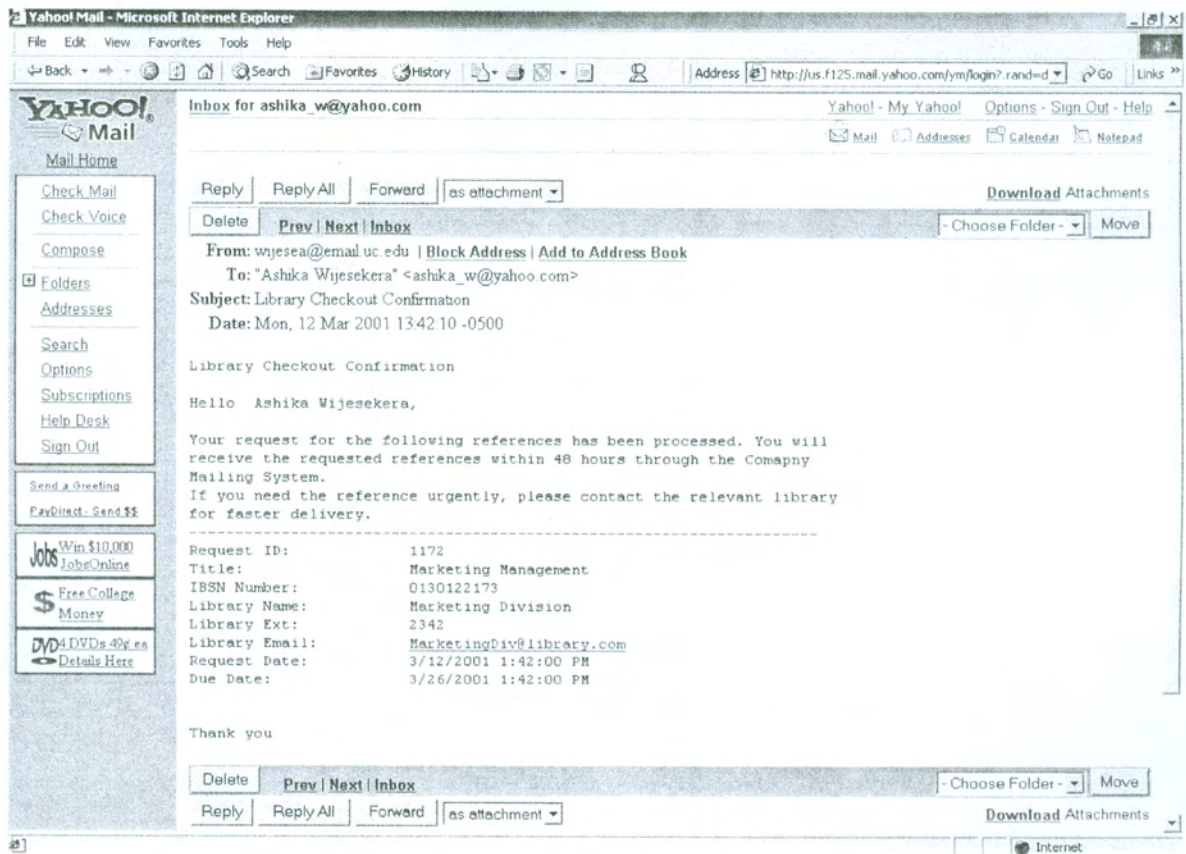 Yahoo! Mail - Microsoft Internet Explorer
File Edit View Favorites Tools Help
Back Search Favorites History Address http://us.f125.mail.yahoo.com/ym/login?.rand=d Go Links »
YAHOO! Mail
Inbox for ashika_w@yahoo.com Yahoo! - My Yahoo! Options - Sign Out - Help
Mail Addresses Calendar Notepad
Mail Home
Check Mail
Check Voice
Compose
Folders
Addresses
Search
Options
Subscriptions
Help Desk
Sign Out
Send a Greeting
PayDirect - Send $$
Jobs Win $10,000
JobsOnline
$ Free College
Money
DVD 4 DVDs 49¢ ea
Details Here
Reply Reply All Forward as attachment Download Attachments
Delete Prev | Next | Inbox - Choose Folder - Move
From: wijesea@email.uc.edu | Block Address | Add to Address Book
To: "Ashika Wijesekera" <ashika_w@yahoo.com>
Subject: Library Checkout Confirmation
Date: Mon, 12 Mar 2001 13:42:10 -0500
Library Checkout Confirmation
Hello Ashika Wijesekera,
Your request for the following references has been processed. You will
receive the requested references within 48 hours through the Comapny
Mailing System.
If you need the reference urgently, please contact the relevant library
for faster delivery.
Request ID: 1172
Title: Marketing Management
IBSN Number: 0130122173
Library Name: Marketing Division
Library Ext: 2342
Library Email: MarketingDiv@library.com
Request Date: 3/12/2001 1:42:00 PM
Due Date: 3/26/2001 1:42:00 PM
Thank you
Delete Prev | Next | Inbox - Choose Folder - Move
Reply Reply All Forward as attachment Download Attachments
Internet